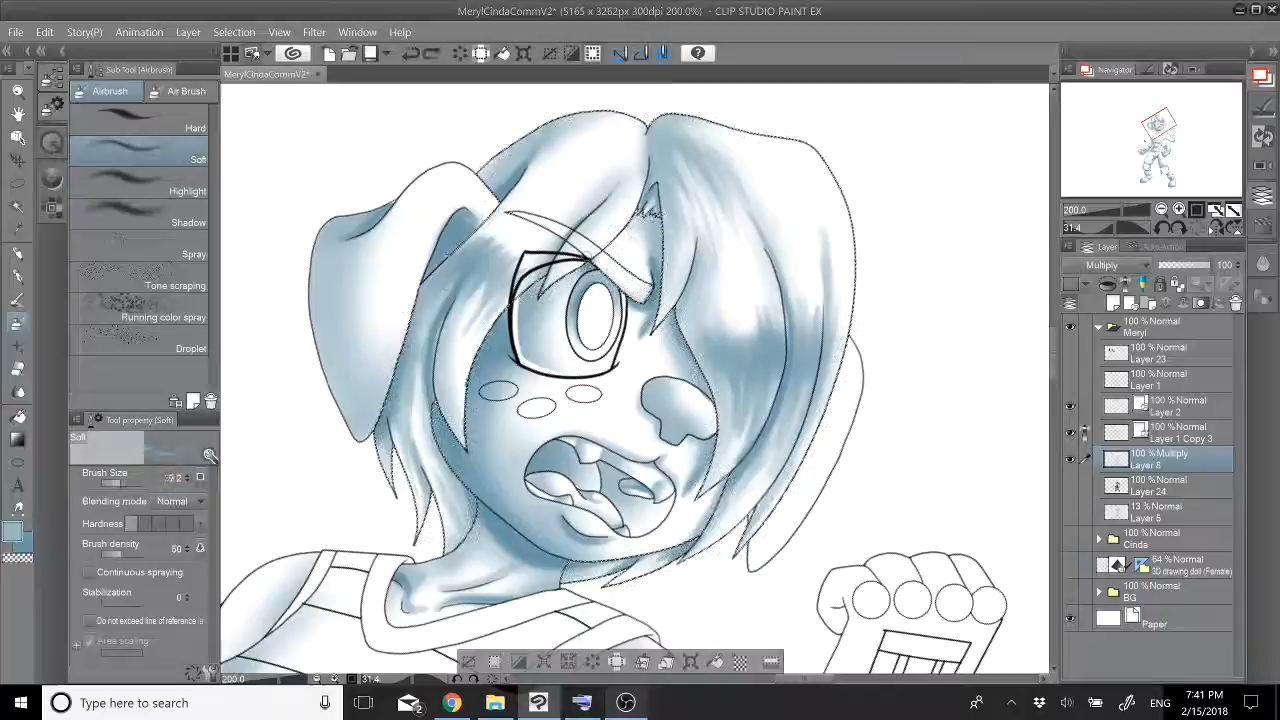 MerylCindaCommV2* (5165 x 3262px 300dpi 200.0%) - CLIP STUDIO PAINT EX
File Edit Story(P) Animation Layer Selection View Filter Window Help
Sub Tool [Airbrush]
MerylCindaCommV2*
Navigator
Airbrush
Air Brush
Hard
Soft
Highlight
Shadow
Spray
Tone scraping
Running color spray
Droplet
200.0
31.4
Layer
Auto Action
Multiply 100
100 %Normal
Meryl
100 %Normal
Layer 23
100 %Normal
Layer 1
100 %Normal
Layer 2
100 %Normal
Layer 1 Copy 3
100 %Multiply
Layer 8
100 %Normal
Layer 24
13 %Normal
Layer 5
100 %Normal
Cinda
64 %Normal
3D drawing doll (Female)
100 %Normal
BG
Paper
Tool property [Soft]
Soft
Brush Size
Blending mode Normal
Hardness
Brush density 50
Continuous spraying
Stabilization 0
Do not exceed line of reference
Area scaling
200.0
31.4
Type here to search
2
ENG
7:41 PM
2/15/2018